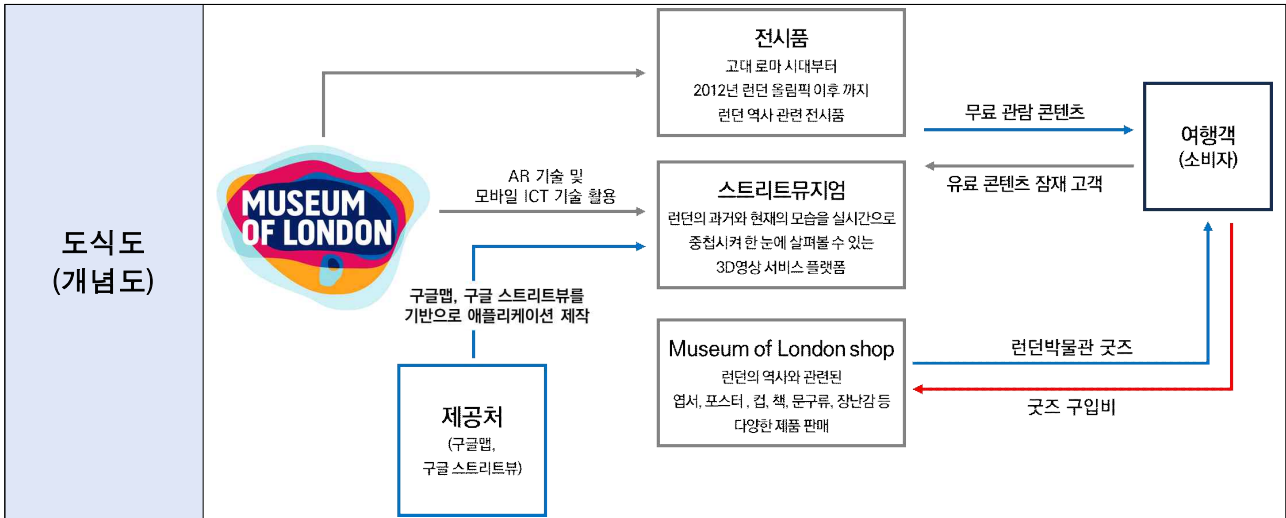 도식도
(개념도)
MUSEUM
OF LONDON
AR 기술 및
모바일 ICT 기술 활용
구글맵, 구글 스트리트뷰를
기반으로 애플리케이션 제작
제공처
(구글맵,
구글 스트리트뷰)
전시품
고대 로마 시대부터
2012년 런던 올림픽 이후 까지
런던 역사 관련 전시품
스트리트뮤지엄
런던의 과거와 현재의 모습을 실시간으로
중첩시켜 한 눈에 살펴볼 수 있는
3D영상 서비스 플랫폼
Museum of London shop
런던의 역사와 관련된
엽서, 포스터 , 컵, 책, 문구류, 장난감 등
다양한 제품 판매
무료 관람 콘텐츠
유료 콘텐츠 잠재 고객
여행객
(소비자)
런던박물관 굿즈
굿즈 구입비